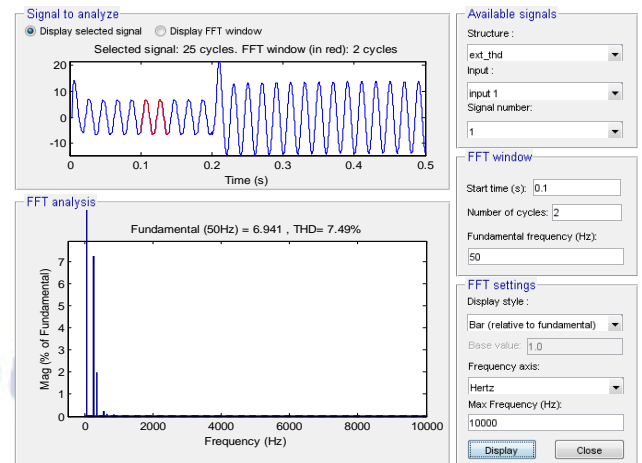 Signal to analyze
Display selected signal Display FFT window
Selected signal: 25 cycles. FFT window (in red): 2 cycles
20
10
0
-10
0 0.1 0.2 0.3 0.4 0.5
Time (s)
FFT analysis
Fundamental (50Hz) = 6.941 , THD= 7.49%
Mag (% of Fundamental)
7
6
5
4
3
2
1
0
0 2000 4000 6000 8000 10000
Frequency (Hz)
Available signals
Structure :
ext_thd
Input :
input 1
Signal number:
1
FFT window
Start time (s): 0.1
Number of cycles: 2
Fundamental frequency (Hz):
50
FFT settings
Display style :
Bar (relative to fundamental)
Base value: 1.0
Frequency axis:
Hertz
Max Frequency (Hz):
10000
Display Close